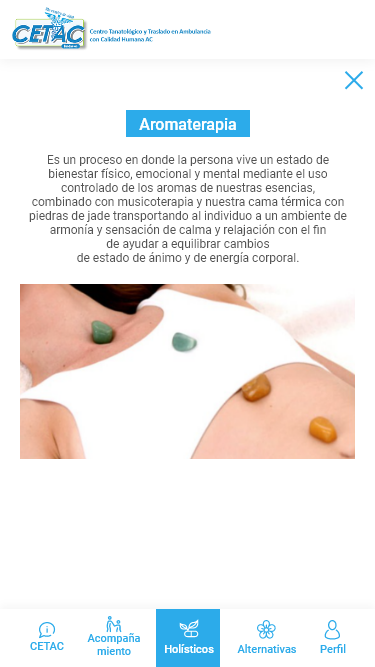 CETAC
Centro Tanatológico y Traslado en Ambulancia
con Calidad Humana AC
Aromaterapia
Es un proceso en donde la persona vive un estado de
bienestar físico, emocional y mental mediante el uso
controlado de los aromas de nuestras esencias,
combinado con musicoterapia y nuestra cama térmica con
piedras de jade transportando al individuo a un ambiente de
armonía y sensación de calma y relajación con el fin
de ayudar a equilibrar cambios
de estado de ánimo y de energía corporal.
CETAC
Acompaña
miento
Holísticos
Alternativas
Perfil